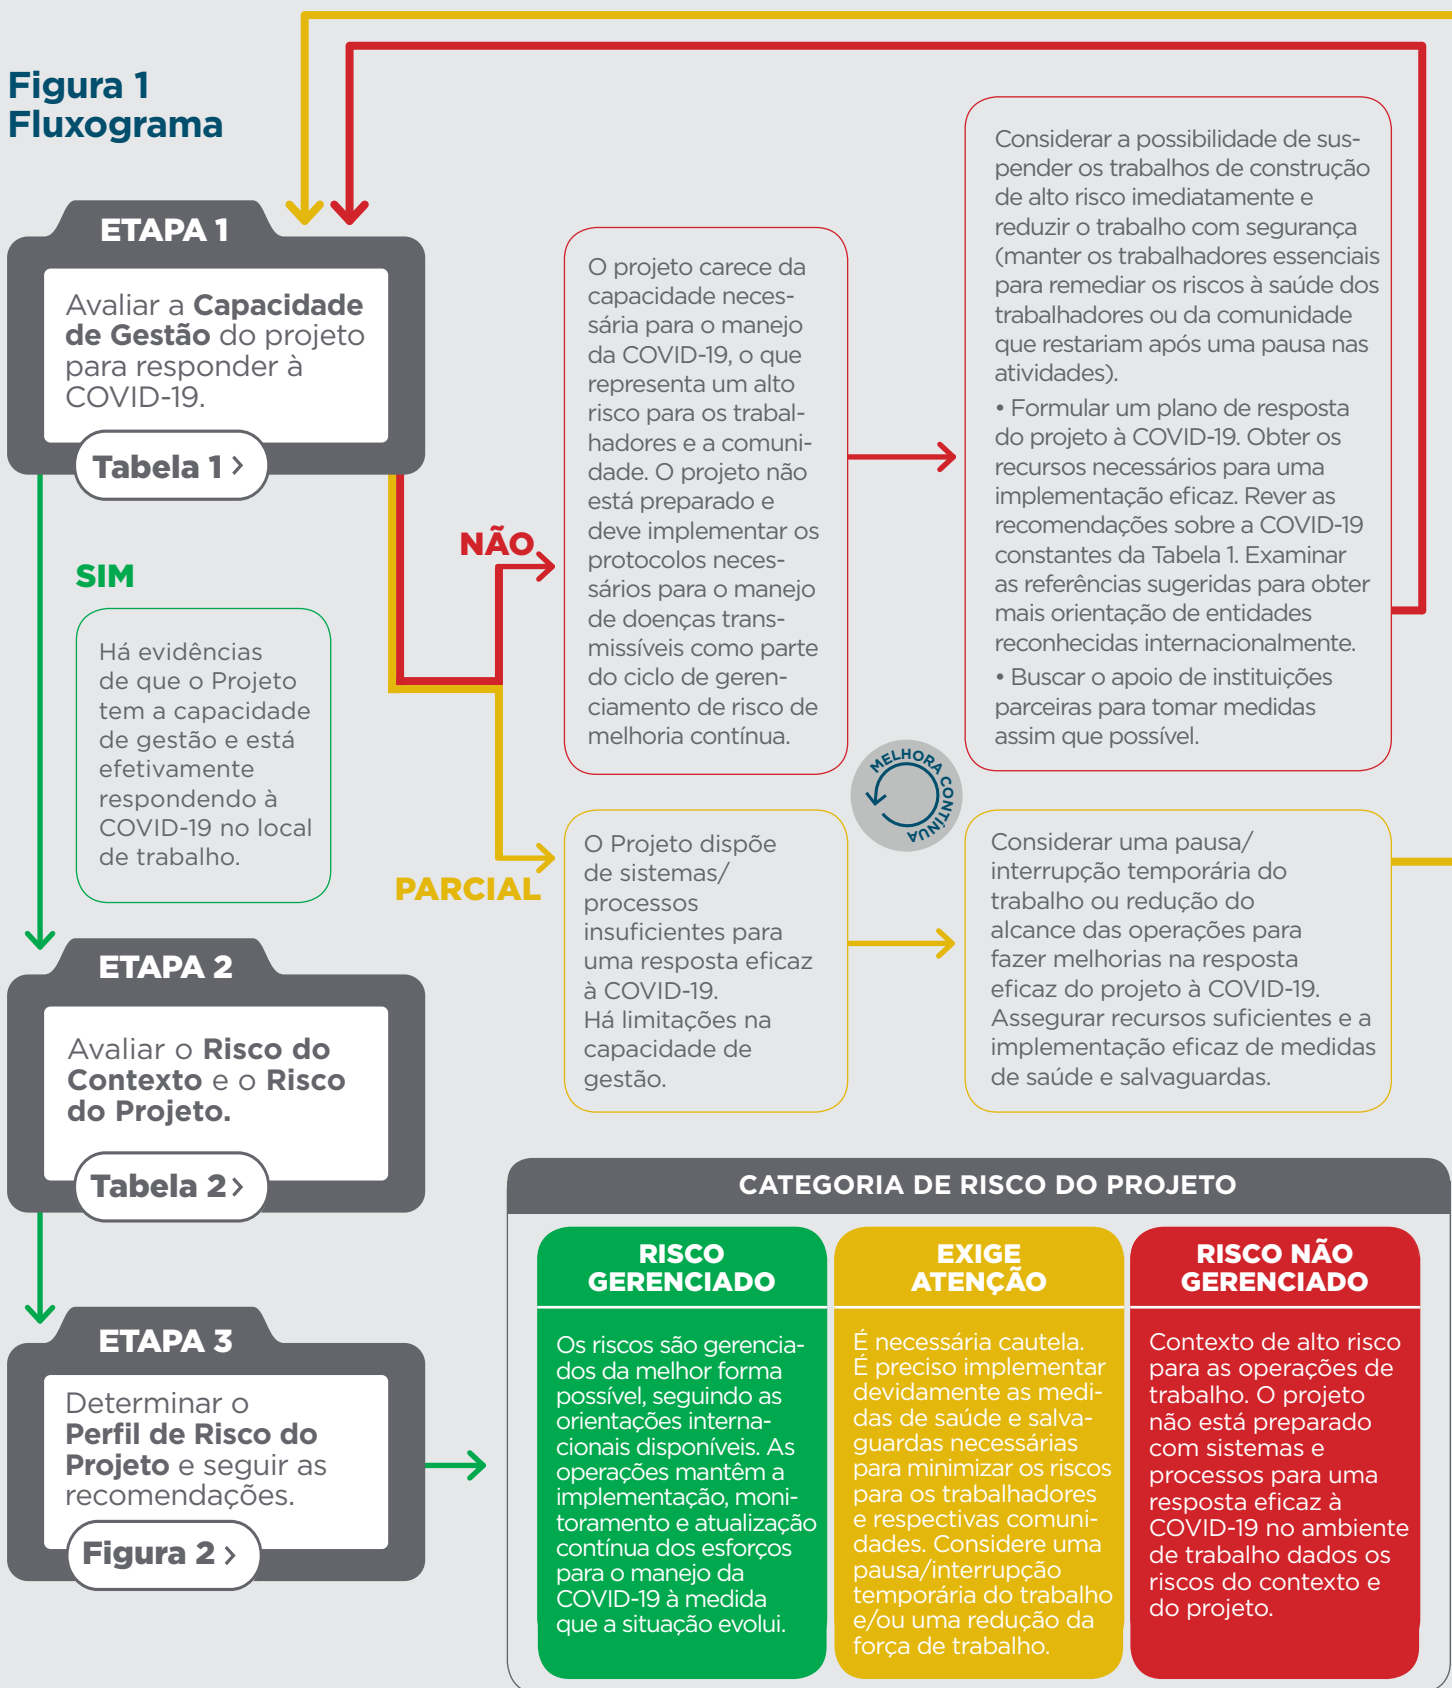 Figura 1
Fluxograma
ETAPA 1
Avaliar a Capacidade
de Gestão do projeto
para responder à
COVID-19.
Tabela 1 >
SIM
Há evidências
de que o Projeto
tem a capacidade
de gestão e está
efetivamente
respondendo à
COVID-19 no local
de trabalho.
NÃO
O projeto carece da
capacidade neces-
sária para o manejo
da COVID-19, o que
representa um alto
risco para os trabal-
hadores e a comuni-
dade. O projeto não
está preparado e
deve implementar os
protocolos neces-
sários para o manejo
de doenças trans-
missíveis como parte
do ciclo de geren-
ciamento de risco de
melhoria contínua.
Considerar a possibilidade de sus-
pender os trabalhos de construção
de alto risco imediatamente e
reduzir o trabalho com segurança
(manter os trabalhadores essenciais
para remediar os riscos à saúde dos
trabalhadores ou da comunidade
que restariam após uma pausa nas
atividades).
• Formular um plano de resposta
do projeto à COVID-19. Obter os
recursos necessários para uma
implementação eficaz. Rever as
recomendações sobre a COVID-19
constantes da Tabela 1. Examinar
as referências sugeridas para obter
mais orientação de entidades
reconhecidas internacionalmente.
• Buscar o apoio de instituições
parceiras para tomar medidas
assim que possível.
MELHORA CONTÍNUA
PARCIAL
O Projeto dispõe
de sistemas/
processos
insuficientes para
uma resposta eficaz
à COVID-19.
Há limitações na
capacidade de
gestão.
Considerar uma pausa/
interrupção temporária do
trabalho ou redução do
alcance das operações para
fazer melhorias na resposta
eficaz do projeto à COVID-19.
Assegurar recursos suficientes e a
implementação eficaz de medidas
de saúde e salvaguardas.
ETAPA 2
Avaliar o Risco do
Contexto e o Risco
do Projeto.
Tabela 2 >
ETAPA 3
Determinar o
Perfil de Risco do
Projeto e seguir as
recomendações.
Figura 2 >
CATEGORIA DE RISCO DO PROJETO
RISCO
GERENCIADO
Os riscos são gerencia-
dos da melhor forma
possível, seguindo as
orientações interna-
cionais disponíveis. As
operações mantêm a
implementação, moni-
toramento e atualização
contínua dos esforços
para o manejo da
COVID-19 à medida
que a situação evolui.
EXIGE
ATENÇÃO
É necessária cautela.
É preciso implementar
devidamente as medi-
das de saúde e salva-
guardas necessárias
para minimizar os riscos
para os trabalhadores
e respectivas comuni-
dades. Considere uma
pausa/interrupção
temporária do trabalho
e/ou uma redução da
força de trabalho.
RISCO NÃO
GERENCIADO
Contexto de alto risco
para as operações de
trabalho. O projeto
não está preparado
com sistemas e
processos para uma
resposta eficaz à
COVID-19 no ambiente
de trabalho dados os
riscos do contexto e
do projeto.